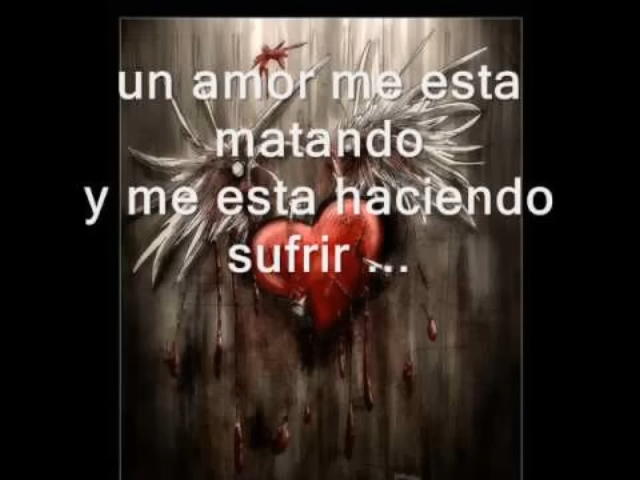 un amor me esta
matando
y me esta haciendo
sufrir ...